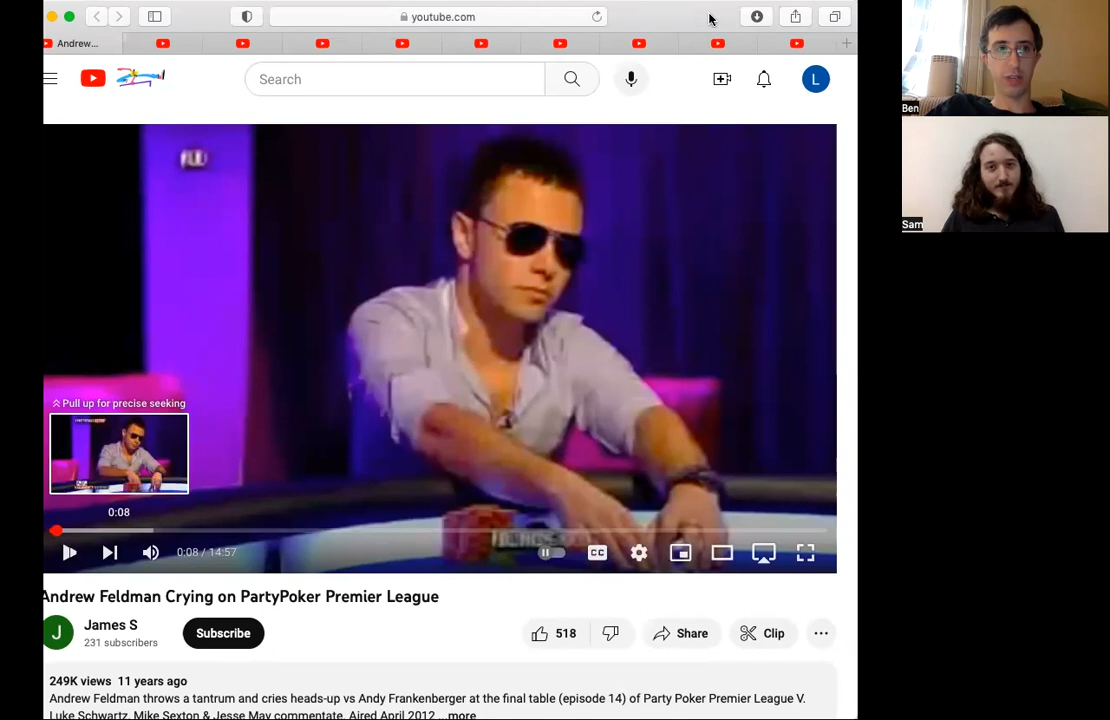 youtube.com
Andrew...
Search
L
Ben
Sam
Pull up for precise seeking
0:08
0:08 / 14:57
CC
Andrew Feldman Crying on PartyPoker Premier League
J
James S
231 subscribers
Subscribe
518
Share
Clip
249K views 11 years ago
Andrew Feldman throws a tantrum and cries heads-up vs Andy Frankenberger at the final table (episode 14) of Party Poker Premier League V.
Luke Schwartz, Mike Sexton & Jesse May commentate. Aired April 2012 ...more